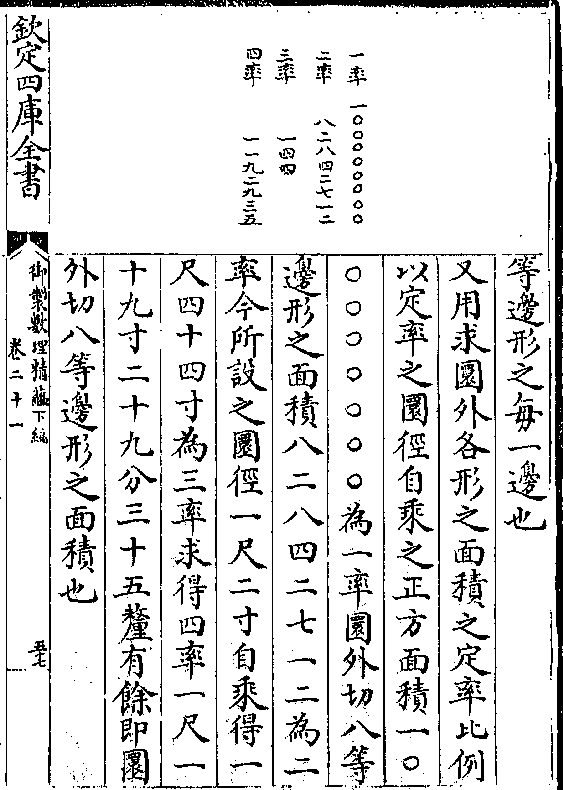 等邊形之每一邊也
又用求圜外各形之面積之定率比例
以定率之圜徑自乘之正方面積一〇
〇〇〇〇〇〇〇為一率圜外切八等
邊形之面積八二八四二七一二為二
率今所設之圜徑一尺二寸自乘得一
尺四十四寸為三率求得四率一尺一
十九寸二十九分三十五釐有餘即圜
外切八等邊形之面積也
一率 一〇〇〇〇〇〇〇〇
二率 八二八四二七一二
三率 一四四
四率 一一九二九三五
欽定四庫全書
御製數理精蘊下編
卷二十一
五七